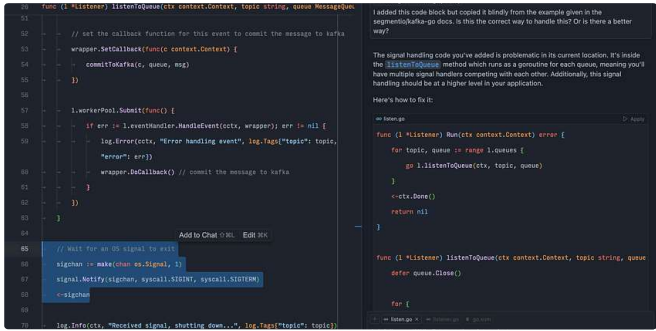 50 func (l *Listener) listenToQueue(ctx context.Context, topic string, queue MessageQueue
51
52 // set the callback function for this event to commit the message to kafka
53 wrapper.SetCallback(func(c context.Context) {
54 commitToKafka(c, queue, msg)
55 })
56
57 l.workerPool.Submit(func() {
58 if err := l.eventHandler.HandleEvent(cctx, wrapper); err != nil {
59 log.Error(cctx, "Error handling event", log.Tags{"topic": topic,
"error": err})
60 wrapper.DoCallback() // commit the message to kafka
61 }
62 })
63 }
64
Add to Chat ⇧⌘L Edit ⌘K
65 // Wait for an OS signal to exit
66 sigchan := make(chan os.Signal, 1)
67 signal.Notify(sigchan, syscall.SIGINT, syscall.SIGTERM)
68 <-sigchan
69
70 log.Info(ctx, "Received signal, shutting down...", log.Tags{"topic": topic})
I added this code block but copied it blindly from the example given in the
segmentio/kafka-go docs. Is this the correct way to handle this? Or is there a better
way?
The signal handling code you've added is problematic in its current location. It's inside
the listenToQueue method which runs as a goroutine for each queue, meaning you'll
have multiple signal handlers competing with each other. Additionally, this signal
handling should be at a higher level in your application.
Here's how to fix it:
listen.go Apply
func (l *Listener) Run(ctx context.Context) error {
for topic, queue := range l.queues {
go l.listenToQueue(ctx, topic, queue)
}
<-ctx.Done()
return nil
}
func (l *Listener) listenToQueue(ctx context.Context, topic string, queue
defer queue.Close()
for {
+ listen.go × listener.go go.sum